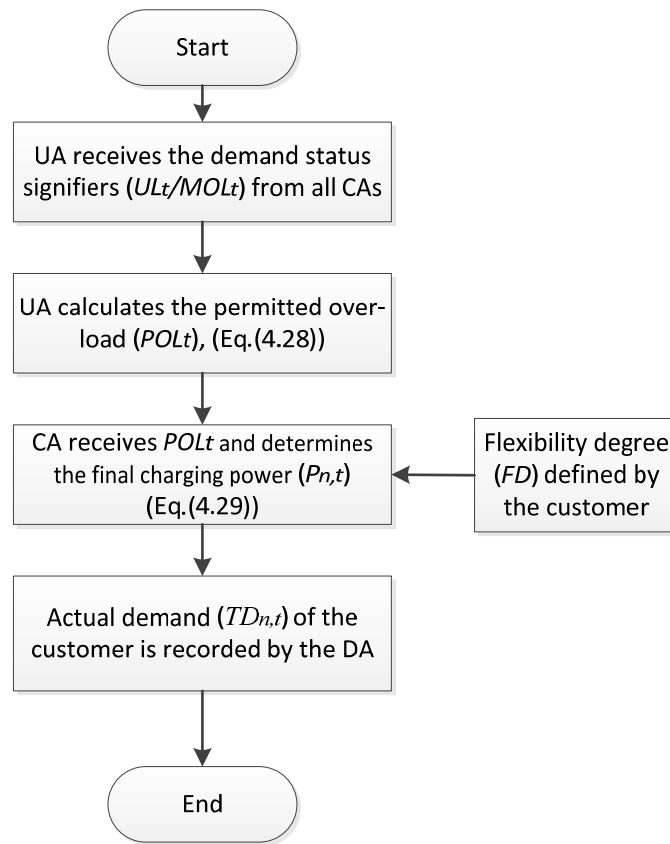 Start
UA receives the demand status
signifiers (ULt/MOLt) from all CAs
UA calculates the permitted over-
load (POLt), (Eq.(4.28))
CA receives POLt and determines
the final charging power (Pn,t)
(Eq.(4.29))
Flexibility degree
(FD) defined by
the customer
Actual demand (TDn,t) of the
customer is recorded by the DA
End